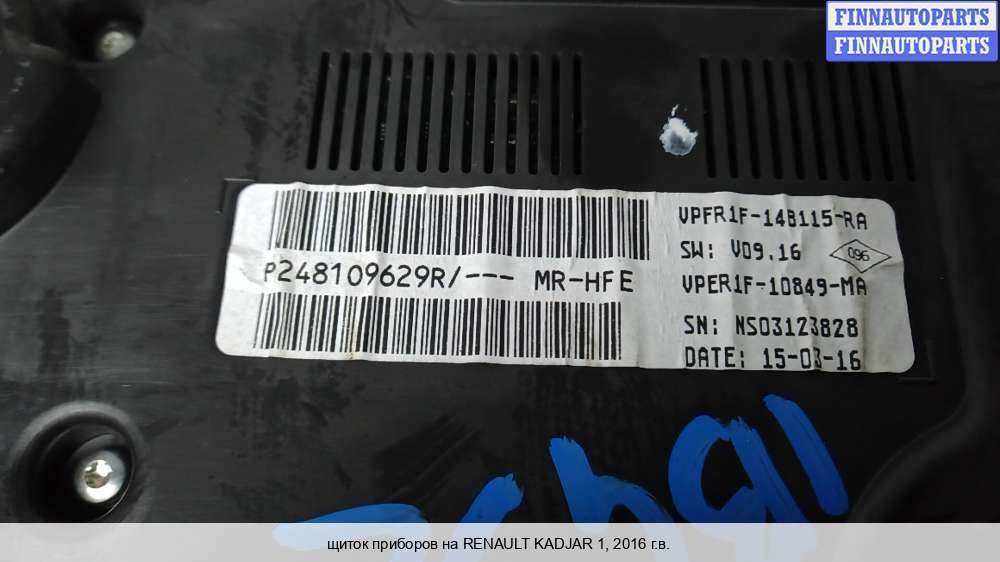 FINNAUTOPARTS
FINNAUTOPARTS
VPFR1F-14B115-RA
SW: V09.16
096
P248109629R/--- MR-HFE
VPER1F-10849-MA
SN: NS03123828
DATE: 15-03-16
щиток приборов на RENAULT KADJAR 1, 2016 г.в.